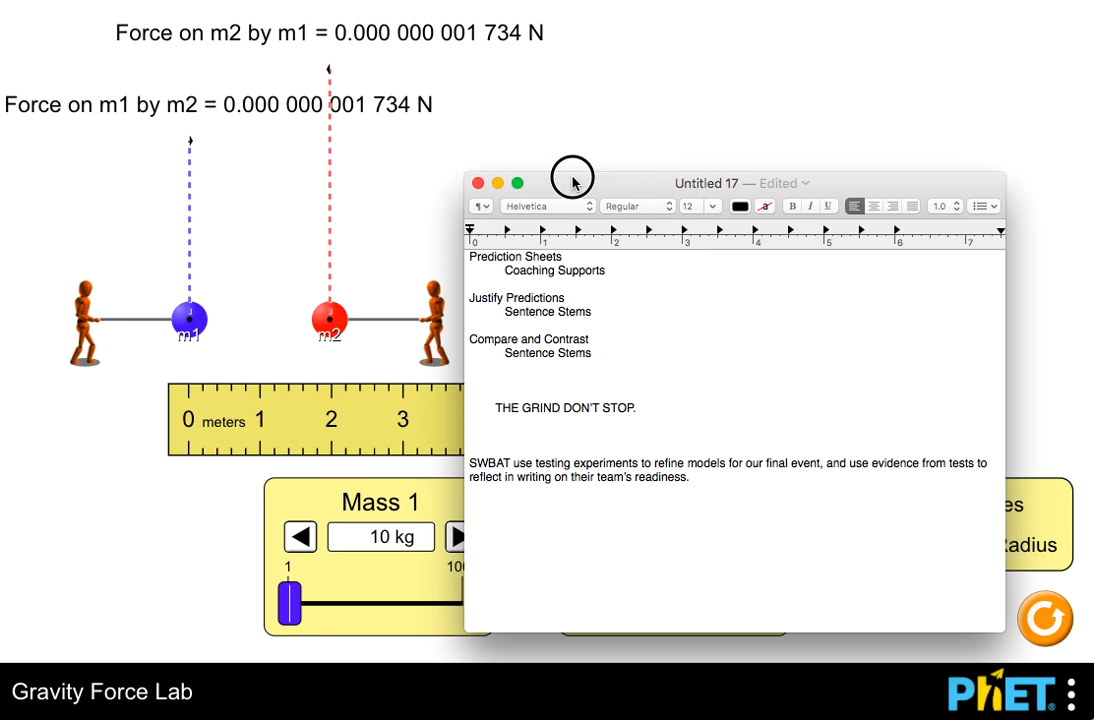 Force on m2 by m1 = 0.000 000 001 734 N
Force on m1 by m2 = 0.000 000 001 734 N
m1
m2
0 meters 1 2 3
Mass 1
10 kg
1
Untitled 17 — Edited
Helvetica Regular 12 a B I U 1.0
0 1 2 3 4 5 6 7
Prediction Sheets
Coaching Supports
Justify Predictions
Sentence Stems
Compare and Contrast
Sentence Stems
THE GRIND DON'T STOP.
SWBAT use testing experiments to refine models for our final event, and use evidence from tests to
reflect in writing on their team's readiness.
Radius
Gravity Force Lab
PhET